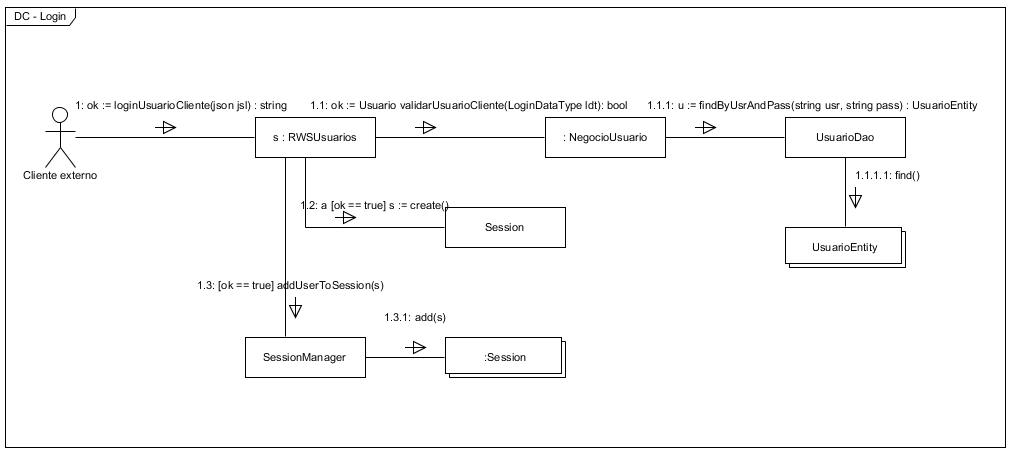 DC - Login
1: ok := loginUsuarioCliente(json jsl) : string
1.1: ok := Usuario validarUsuarioCliente(LoginDataType ldt): bool
1.1.1: u := findByUsrAndPass(string usr, string pass) : UsuarioEntity
s : RWSUsuarios
: NegocioUsuario
UsuarioDao
Cliente externo
1.1.1.1: find()
1.2: a [ok == true] s := create()
Session
UsuarioEntity
1.3: [ok == true] addUserToSession(s)
1.3.1: add(s)
SessionManager
:Session